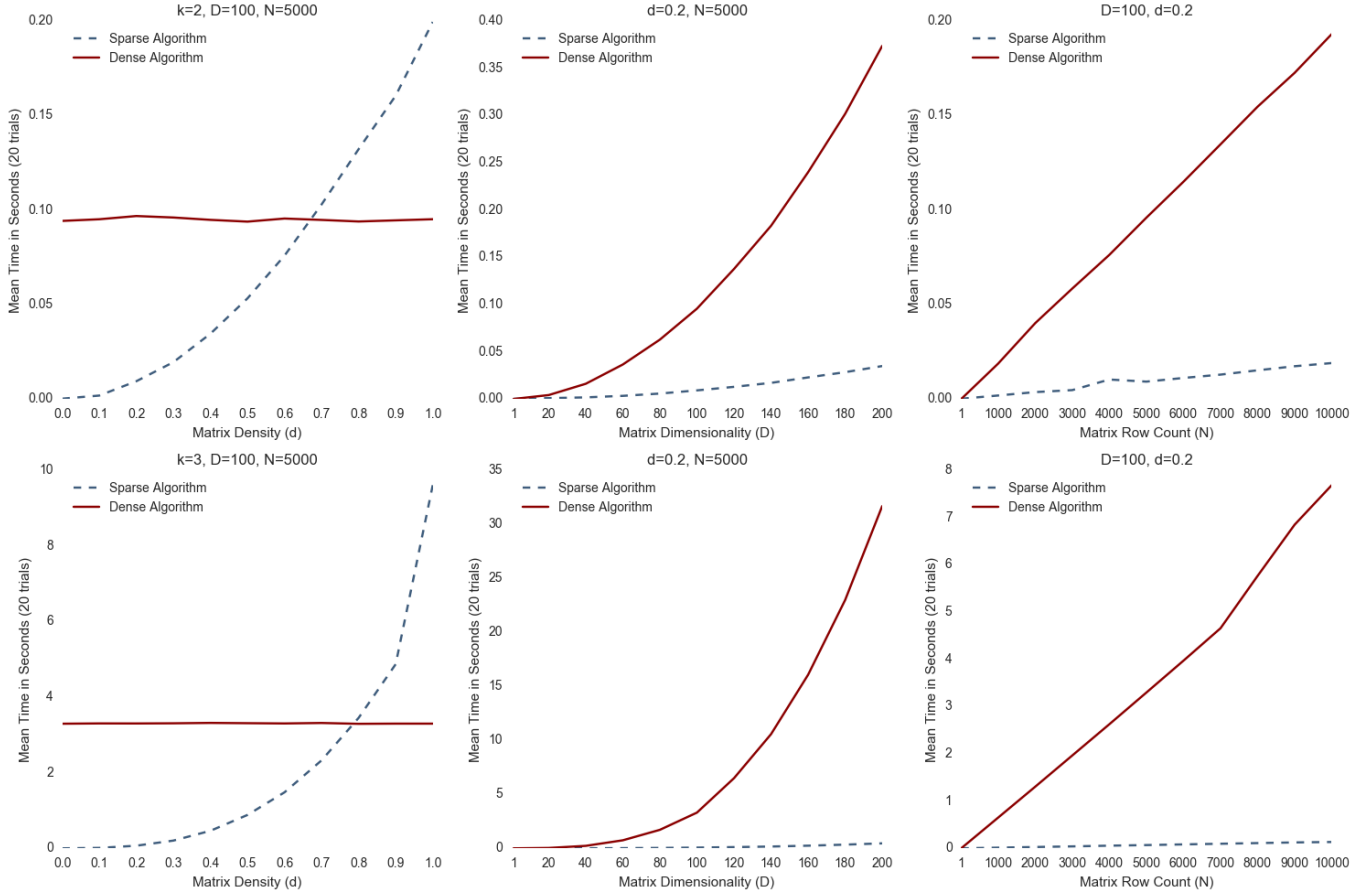 k=2, D=100, N=5000
Sparse Algorithm
Dense Algorithm
Mean Time in Seconds (20 trials)
0.20
0.15
0.10
0.05
0.00
0.0 0.1 0.2 0.3 0.4 0.5 0.6 0.7 0.8 0.9 1.0
Matrix Density (d)
d=0.2, N=5000
Sparse Algorithm
Dense Algorithm
Mean Time in Seconds (20 trials)
0.40
0.35
0.30
0.25
0.20
0.15
0.10
0.05
0.00
1 20 40 60 80 100 120 140 160 180 200
Matrix Dimensionality (D)
D=100, d=0.2
Sparse Algorithm
Dense Algorithm
Mean Time in Seconds (20 trials)
0.20
0.15
0.10
0.05
0.00
1 1000 2000 3000 4000 5000 6000 7000 8000 9000 10000
Matrix Row Count (N)
k=3, D=100, N=5000
Sparse Algorithm
Dense Algorithm
Mean Time in Seconds (20 trials)
10
8
6
4
2
0
0.0 0.1 0.2 0.3 0.4 0.5 0.6 0.7 0.8 0.9 1.0
Matrix Density (d)
d=0.2, N=5000
Sparse Algorithm
Dense Algorithm
Mean Time in Seconds (20 trials)
35
30
25
20
15
10
5
0
1 20 40 60 80 100 120 140 160 180 200
Matrix Dimensionality (D)
D=100, d=0.2
Sparse Algorithm
Dense Algorithm
Mean Time in Seconds (20 trials)
8
7
6
5
4
3
2
1
0
1 1000 2000 3000 4000 5000 6000 7000 8000 9000 10000
Matrix Row Count (N)